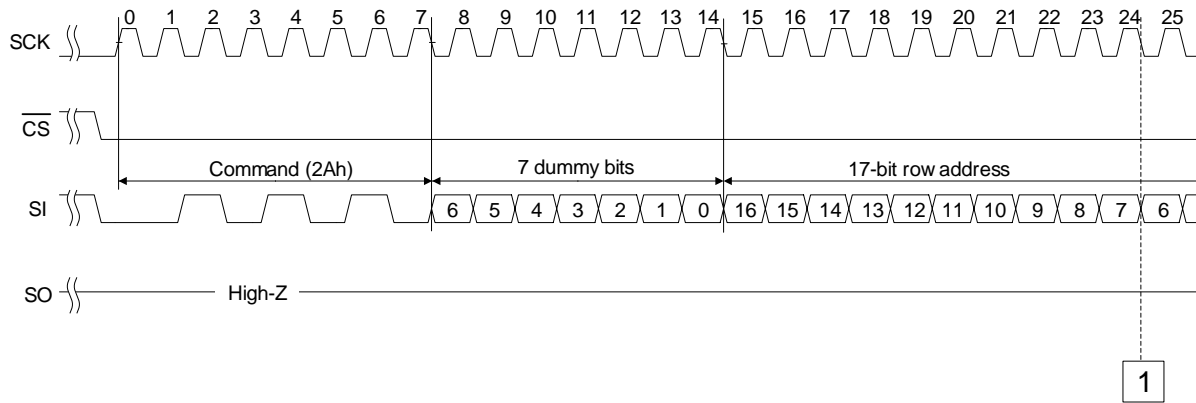 0 1 2 3 4 5 6 7 8 9 10 11 12 13 14 15 16 17 18 19 20 21 22 23 24 25
SCK
CS
Command (2Ah) 7 dummy bits 17-bit row address
SI 6 5 4 3 2 1 0 16 15 14 13 12 11 10 9 8 7 6
SO High-Z
1